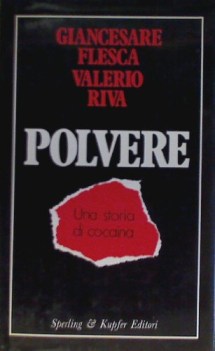 GIANCESARE
FLESCA
VALERIO
RIVA
POLVERE
Una storia
di cocaina
Sperling & Kupfer Editori